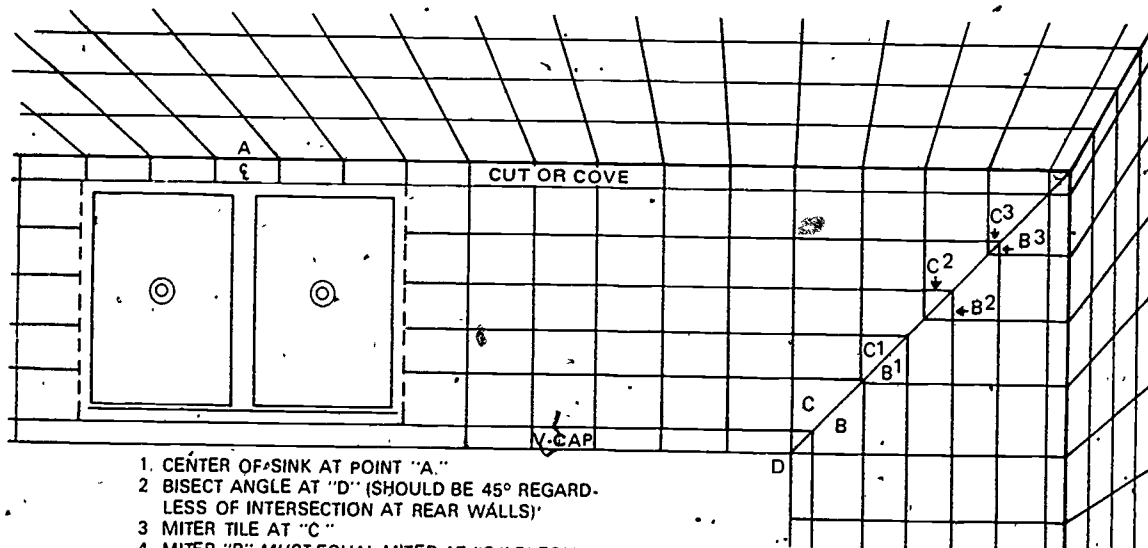 A
℄
CUT OR COVE
C3
B3
C2
B2
C1
B1
C
B
V-CAP
D
1. CENTER OF SINK AT POINT "A."
2 BISECT ANGLE AT "D" (SHOULD BE 45° REGARD-
LESS OF INTERSECTION AT REAR WALLS)
3 MITER TILE AT "C"